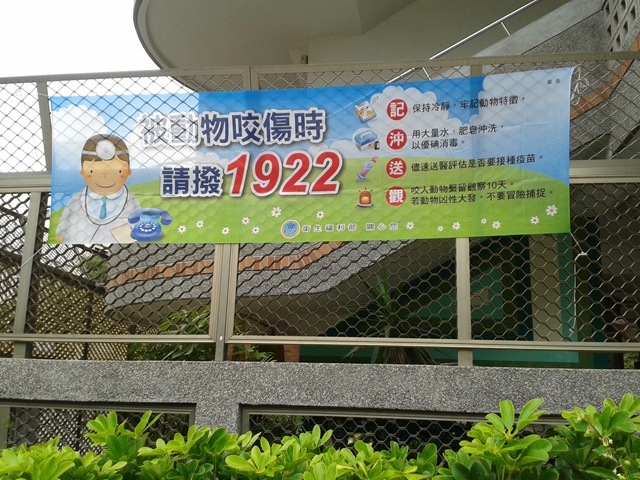 廣告
被動物咬傷時
請撥1922
記 保持冷靜，牢記動物特徵。
沖 用大量水、肥皂沖洗，
以優碘消毒。
送 儘速送醫評估是否要接種疫苗。
觀 咬人動物繫留觀察10天。
若動物凶性大發，不要冒險捕捉。
衛生福利部 關心您